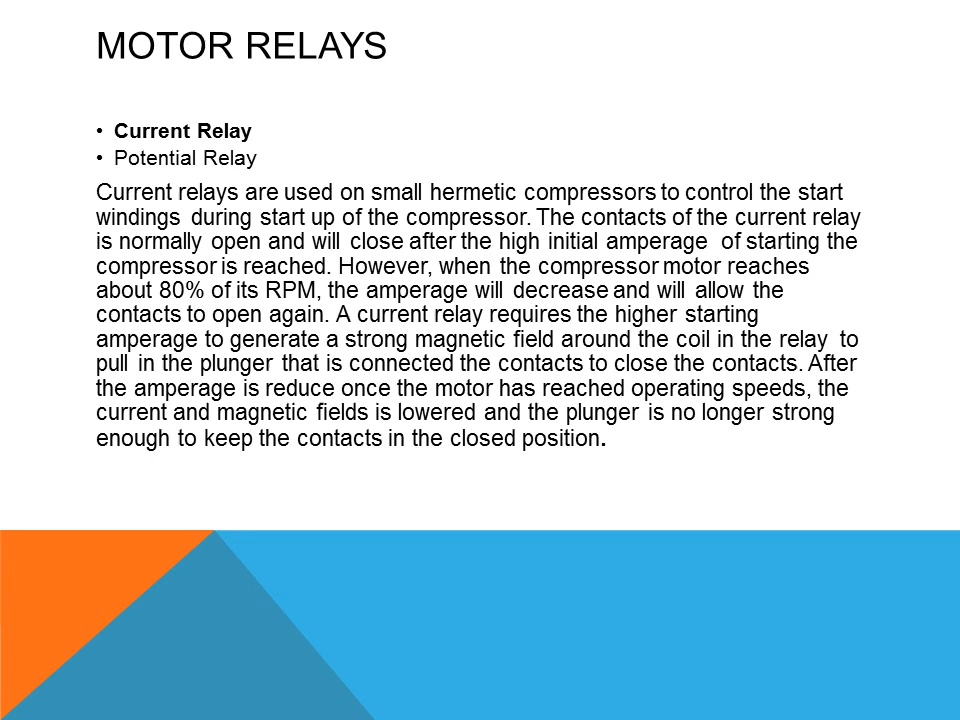 MOTOR RELAYS
• Current Relay
• Potential Relay
Current relays are used on small hermetic compressors to control the start
windings during start up of the compressor. The contacts of the current relay
is normally open and will close after the high initial amperage of starting the
compressor is reached. However, when the compressor motor reaches
about 80% of its RPM, the amperage will decrease and will allow the
contacts to open again. A current relay requires the higher starting
amperage to generate a strong magnetic field around the coil in the relay to
pull in the plunger that is connected the contacts to close the contacts. After
the amperage is reduce once the motor has reached operating speeds, the
current and magnetic fields is lowered and the plunger is no longer strong
enough to keep the contacts in the closed position.